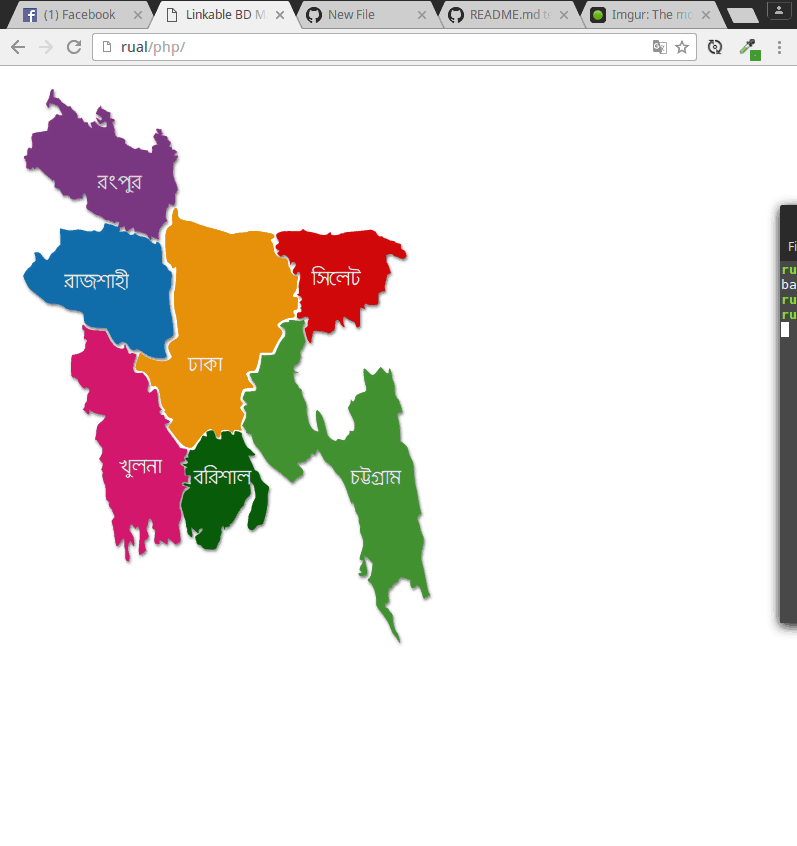 (1) Facebook
Linkable BD M
New File
README.md te
Imgur: The mo
rual/php/
রংপুর
রাজশাহী
সিলেট
ঢাকা
খুলনা
বরিশাল
চট্টগ্রাম
Fi
ru
ba
ru
ru